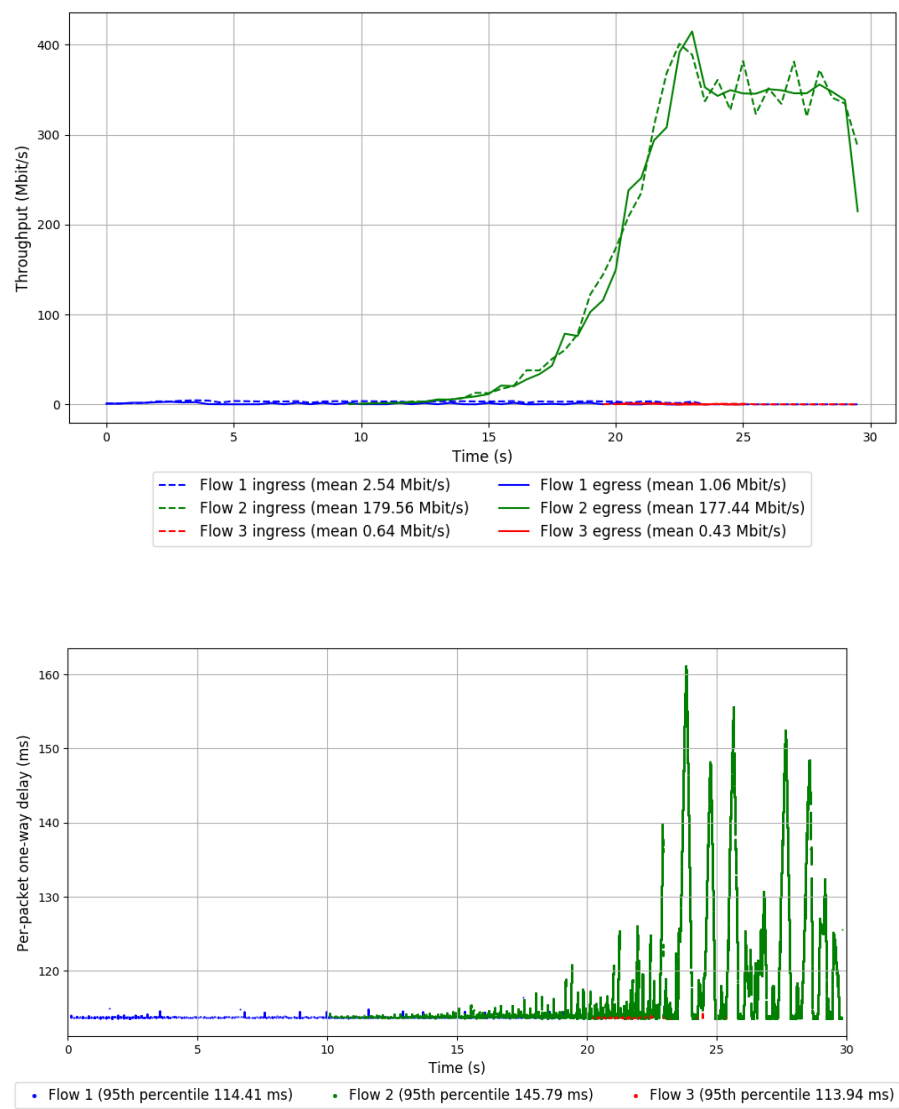 400
300
200
100
0
Throughput (Mbit/s)
0 5 10 15 20 25 30
Time (s)
Flow 1 ingress (mean 2.54 Mbit/s) Flow 1 egress (mean 1.06 Mbit/s)
Flow 2 ingress (mean 179.56 Mbit/s) Flow 2 egress (mean 177.44 Mbit/s)
Flow 3 ingress (mean 0.64 Mbit/s) Flow 3 egress (mean 0.43 Mbit/s)
160
150
140
130
120
Per-packet one-way delay (ms)
0 5 10 15 20 25 30
Time (s)
Flow 1 (95th percentile 114.41 ms) Flow 2 (95th percentile 145.79 ms) Flow 3 (95th percentile 113.94 ms)